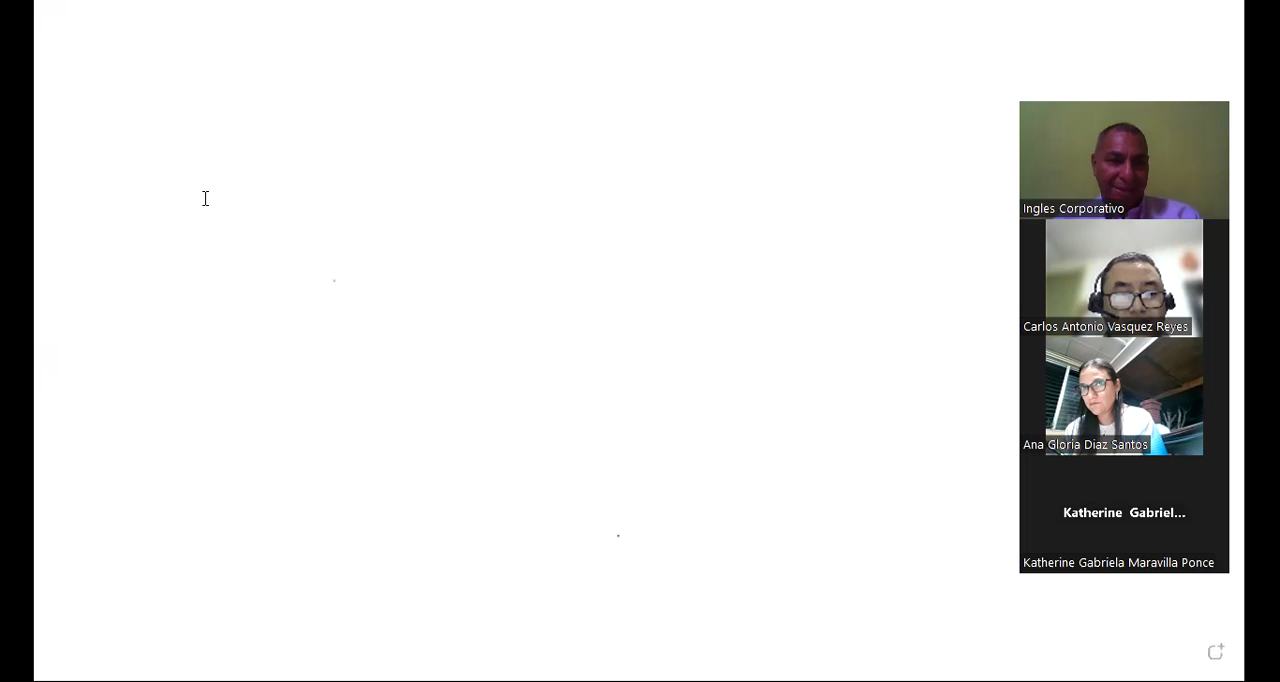 Ingles Corporativo
Carlos Antonio Vasquez Reyes
Ana Gloria Diaz Santos
Katherine Gabriel...
Katherine Gabriela Maravilla Ponce